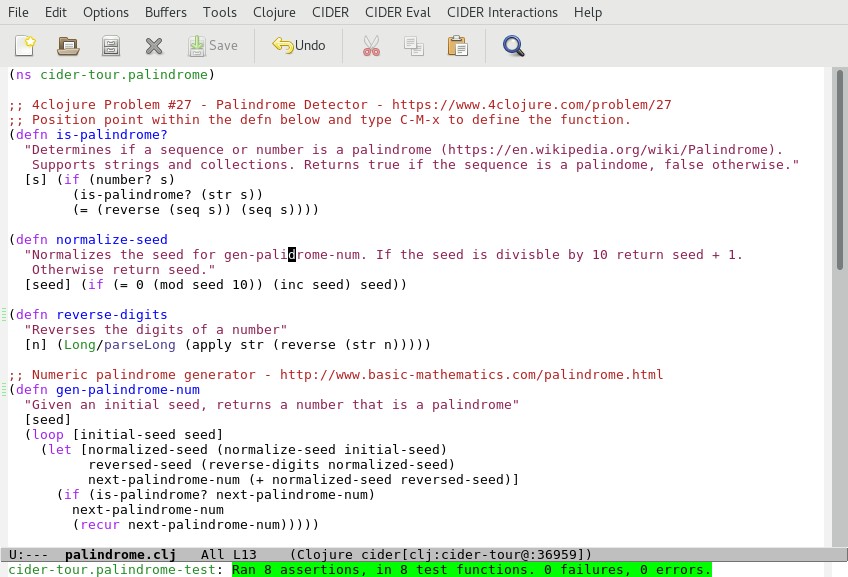 File Edit Options Buffers Tools Clojure CIDER CIDER Eval CIDER Interactions Help
Save Undo
(ns cider-tour.palindrome)
;; 4clojure Problem #27 - Palindrome Detector - https://www.4clojure.com/problem/27
;; Position point within the defn below and type C-M-x to define the function.
(defn is-palindrome?
  "Determines if a sequence or number is a palindrome (https://en.wikipedia.org/wiki/Palindrome).
   Supports strings and collections. Returns true if the sequence is a palindome, false otherwise."
  [s] (if (number? s)
        (is-palindrome? (str s))
        (= (reverse (seq s)) (seq s))))
(defn normalize-seed
  "Normalizes the seed for gen-palidrome-num. If the seed is divisble by 10 return seed + 1.
   Otherwise return seed."
  [seed] (if (= 0 (mod seed 10)) (inc seed) seed))
(defn reverse-digits
  "Reverses the digits of a number"
  [n] (Long/parseLong (apply str (reverse (str n)))))
;; Numeric palindrome generator - http://www.basic-mathematics.com/palindrome.html
(defn gen-palindrome-num
  "Given an initial seed, returns a number that is a palindrome"
  [seed]
  (loop [initial-seed seed]
    (let [normalized-seed (normalize-seed initial-seed)
          reversed-seed (reverse-digits normalized-seed)
          next-palindrome-num (+ normalized-seed reversed-seed)]
      (if (is-palindrome? next-palindrome-num)
        next-palindrome-num
        (recur next-palindrome-num)))))
U:--- palindrome.clj All L13 (Clojure cider[clj:cider-tour@:36959])
cider-tour.palindrome-test: Ran 8 assertions, in 8 test functions. 0 failures, 0 errors.